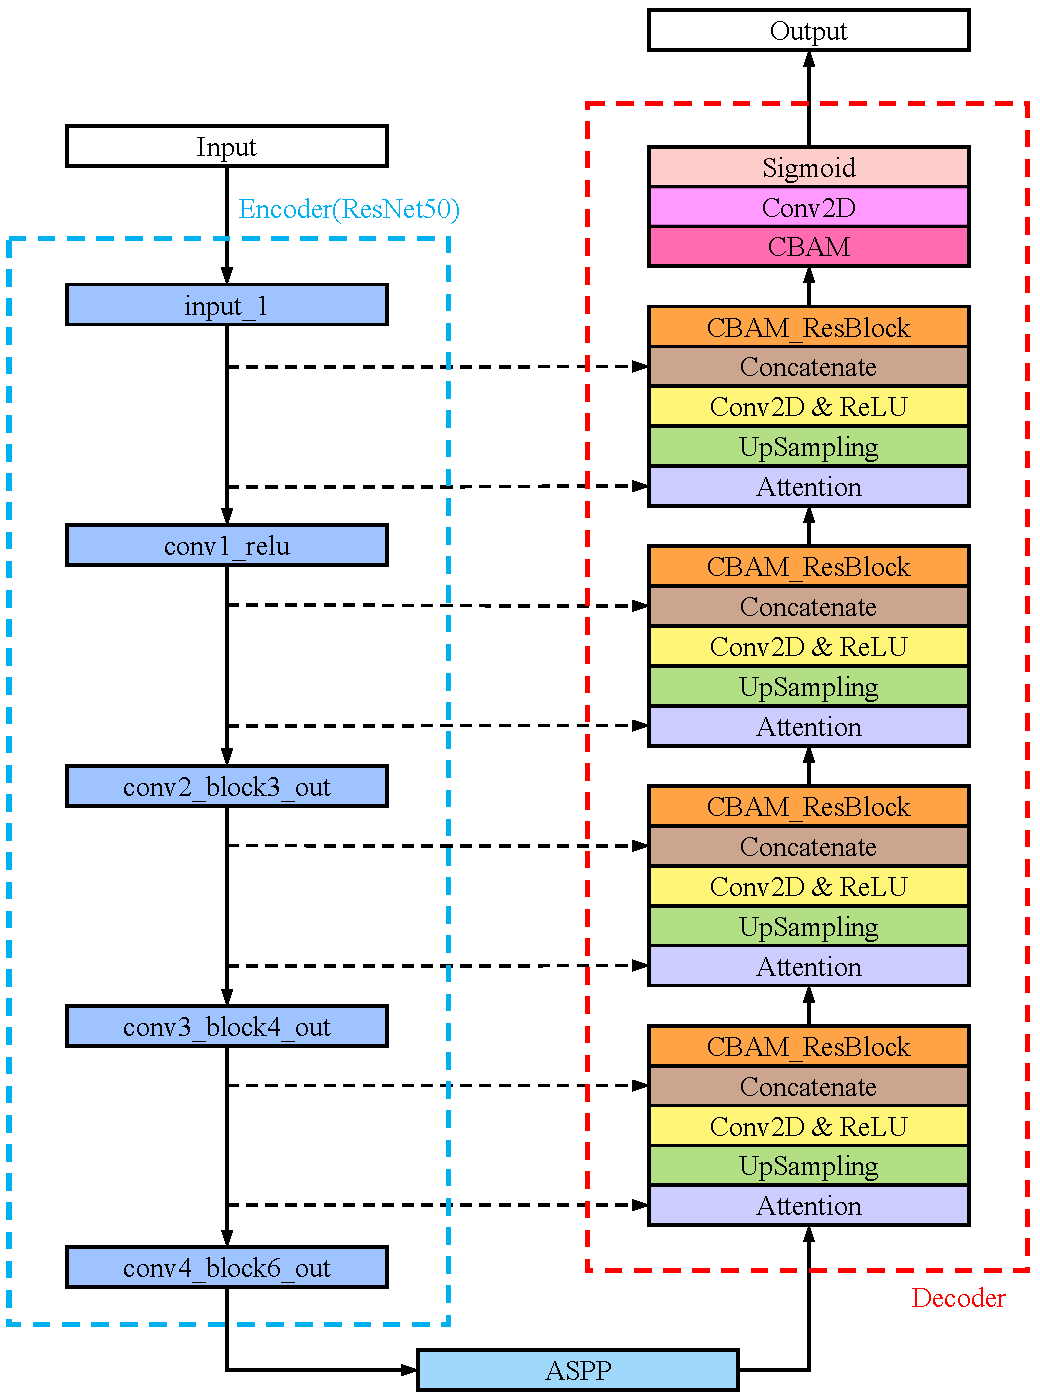 Output
Input
Encoder(ResNet50)
input_1
conv1_relu
conv2_block3_out
conv3_block4_out
conv4_block6_out
ASPP
Sigmoid
Conv2D
CBAM
CBAM_ResBlock
Concatenate
Conv2D & ReLU
UpSampling
Attention
CBAM_ResBlock
Concatenate
Conv2D & ReLU
UpSampling
Attention
CBAM_ResBlock
Concatenate
Conv2D & ReLU
UpSampling
Attention
CBAM_ResBlock
Concatenate
Conv2D & ReLU
UpSampling
Attention
Decoder